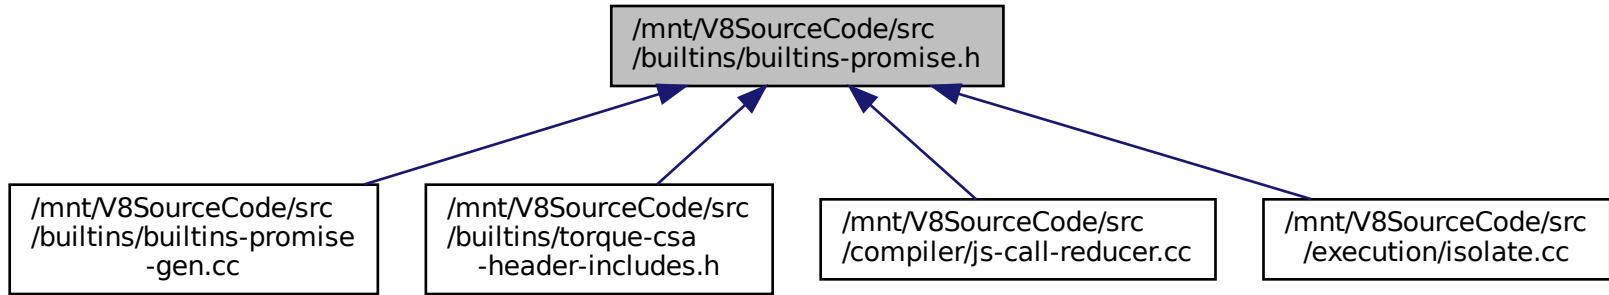 /mnt/V8SourceCode/src
/builtins/builtins-promise.h
/mnt/V8SourceCode/src
/builtins/builtins-promise
-gen.cc
/mnt/V8SourceCode/src
/builtins/torque-csa
-header-includes.h
/mnt/V8SourceCode/src
/compiler/js-call-reducer.cc
/mnt/V8SourceCode/src
/execution/isolate.cc